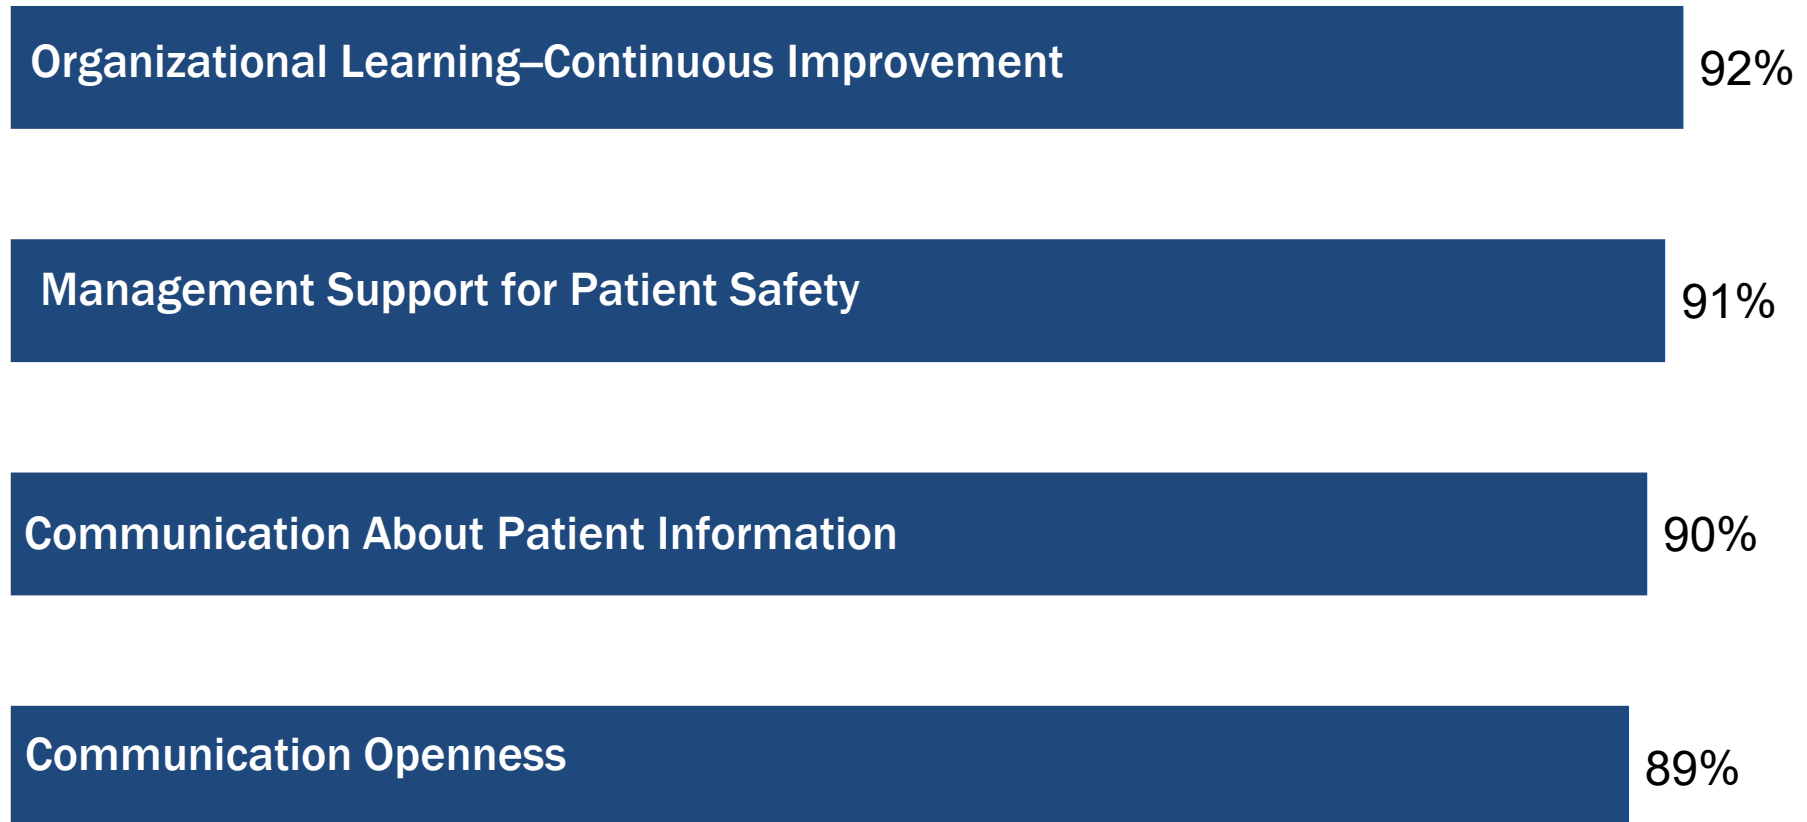 Organizational Learning–Continuous Improvement 92%
Management Support for Patient Safety 91%
Communication About Patient Information 90%
Communication Openness 89%